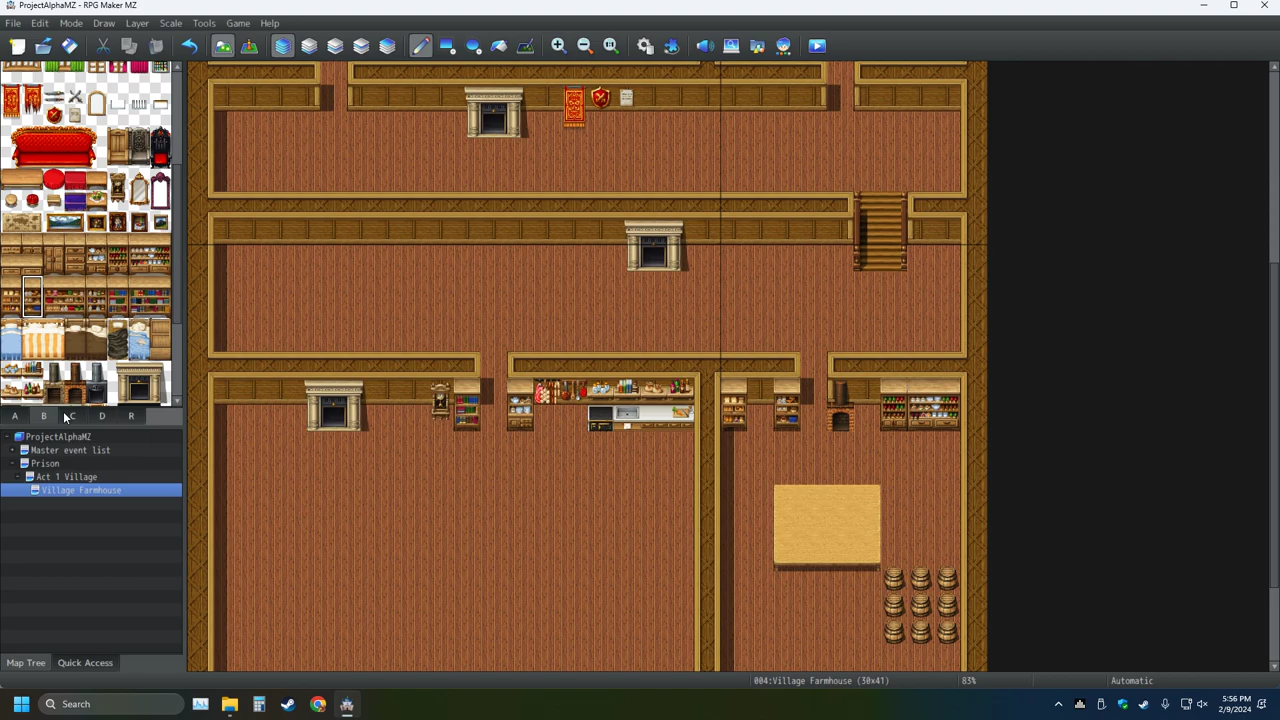 ProjectAlphaMZ - RPG Maker MZ
File Edit Mode Draw Layer Scale Tools Game Help
A B C D R
ProjectAlphaMZ
Master event list
Prison
Act 1 Village
Village Farmhouse
Map Tree Quick Access
004:Village Farmhouse (30x41) 83% Automatic
Search
5:56 PM
2/9/2024